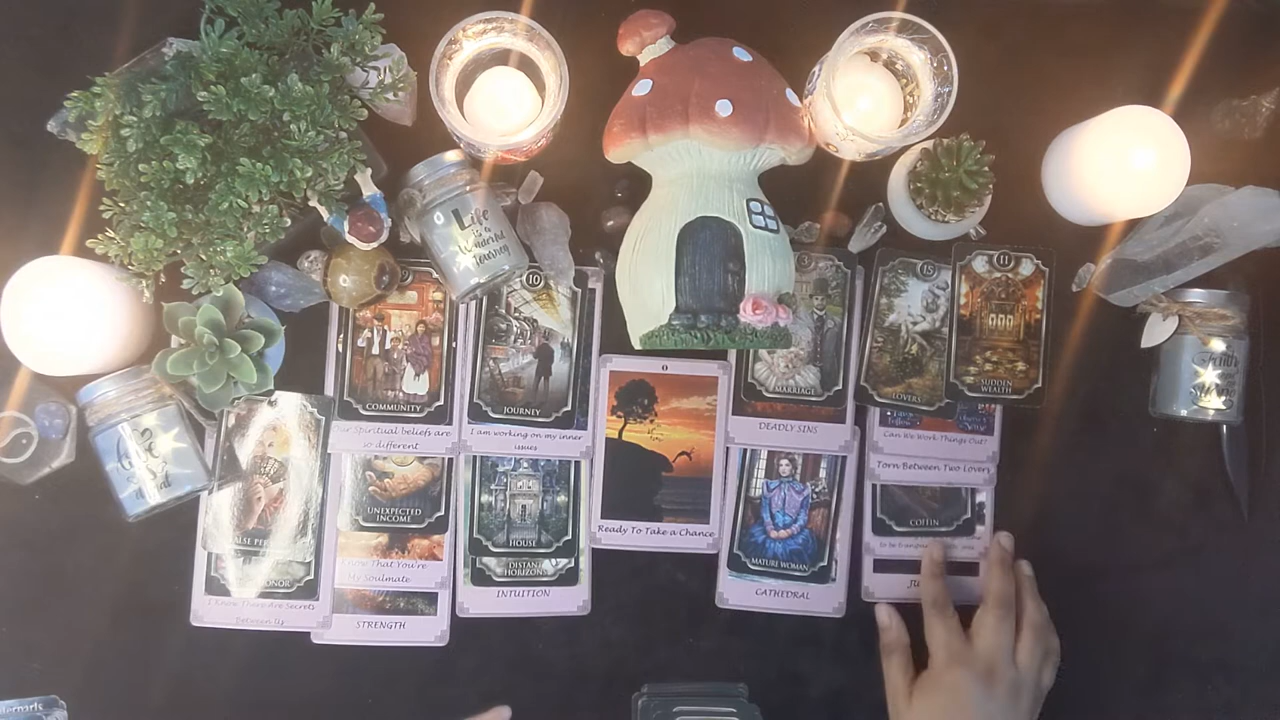 Life
is a
Wonderful
Journey
10
3
15
11
Faith
COMMUNITY
JOURNEY
MARRIAGE
LOVERS
SUDDEN
WEALTH
Our Spiritual beliefs are
so different
I am working on my inner
issues
0
DEADLY SINS
Can We Work Things Out?
Torn Between Two Lovers
UNEXPECTED
INCOME
HOUSE
DISTANT
HORIZONS
Ready To Take a Chance
MATURE WOMAN
COFFIN
Know That You're
My Soulmate
INTUITION
CATHEDRAL
I Know There Are Secrets
Between Us
STRENGTH